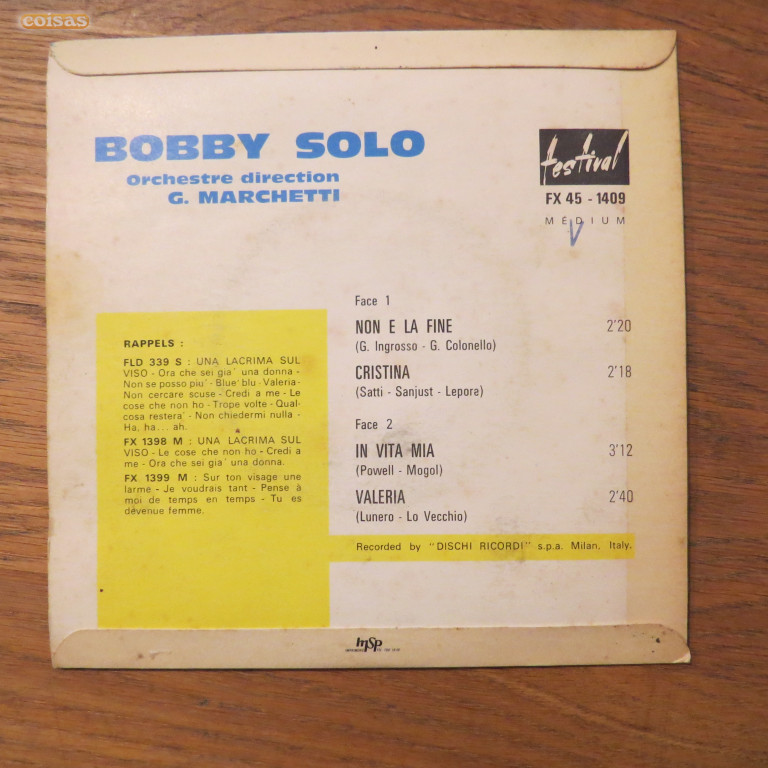 coisas
BOBBY SOLO
Orchestre direction
G. MARCHETTI
festival
FX 45 - 1409
MÉDIUM
V
Face 1
NON E LA FINE 2'20
(G. Ingrosso - G. Colonello)
CRISTINA 2'18
(Satti - Sanjust - Lepora)
Face 2
IN VITA MIA 3'12
(Powell - Mogol)
VALERIA 2'40
(Lunero - Lo Vecchio)
Recorded by "DISCHI RICORDI" s.p.a. Milan, Italy.
RAPPELS :
FLD 339 S : UNA LACRIMA SUL
VISO - Ora che sei gia' una donna -
Non se posso piu' - Blue' blu - Valeria-
Non cercare scuse - Credi a me - Le
cose che non ho - Trope volte - Qual-
cosa restera' - Non chiedermi nulla -
Ha, ha... ah.
FX 1398 M : UNA LACRIMA SUL
VISO - Le cose che non ho - Credi a
me - Ora che sei gia' una donna.
FX 1399 M : Sur ton visage une
larme - Je voudrais tant - Pense à
moi de temps en temps - Tu es
dévenue femme.
msp